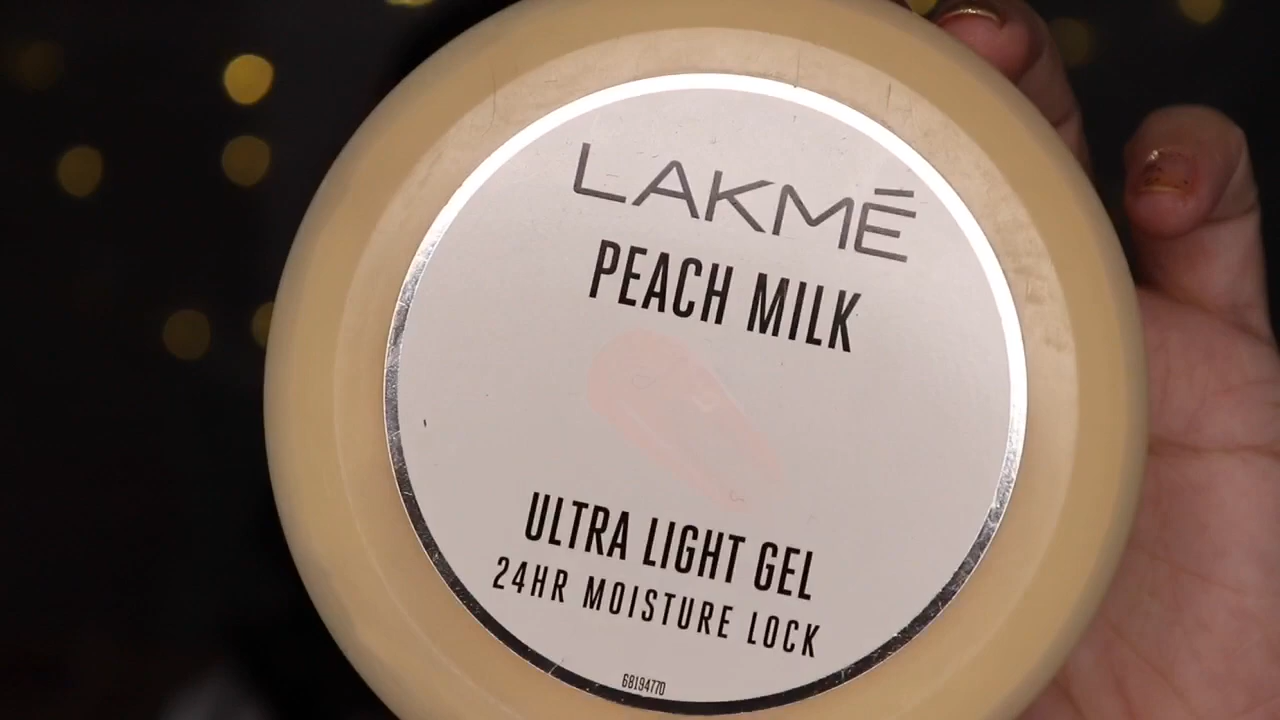 LAKMÉ
PEACH MILK
ULTRA LIGHT GEL
24HR MOISTURE LOCK
68194770